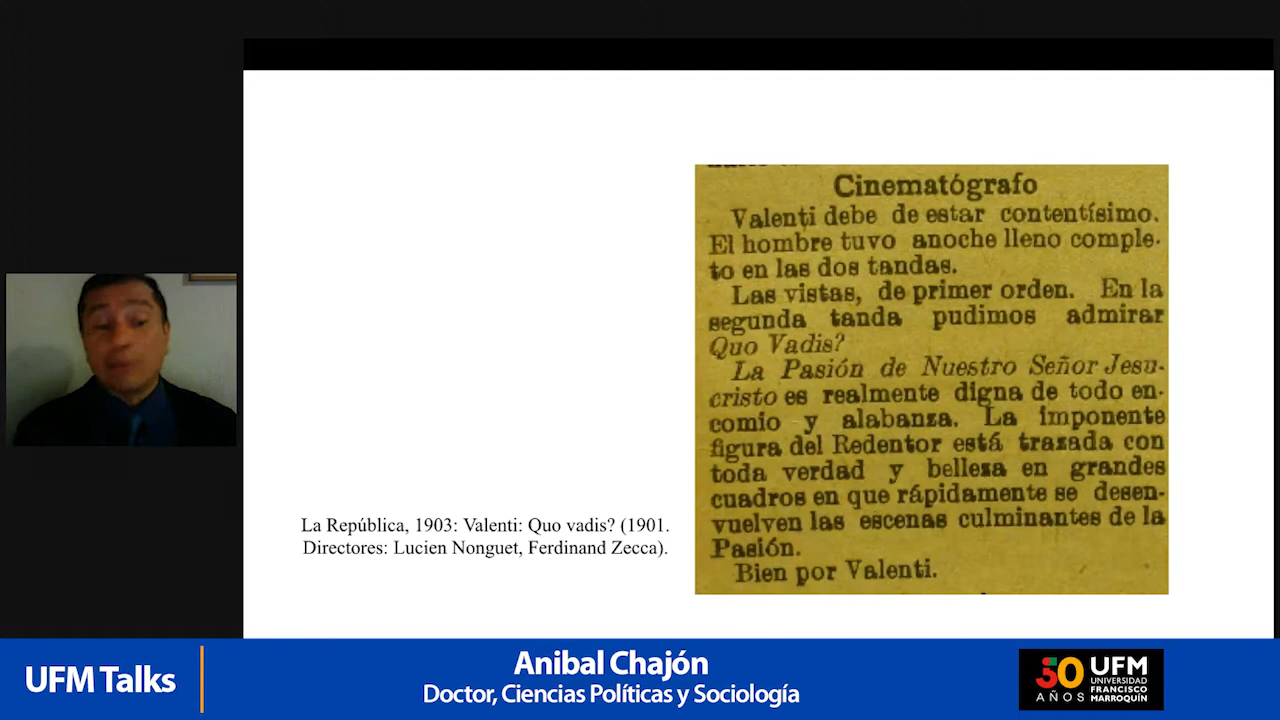 Cinematógrafo
Valenti debe de estar contentísimo.
El hombre tuvo anoche lleno comple-
to en las dos tandas.
Las vistas, de primer orden. En la
segunda tanda pudimos admirar
Quo Vadis?
La Pasión de Nuestro Señor Jesu-
cristo es realmente digna de todo en-
comio y alabanza. La imponente
figura del Redentor está trazada con
toda verdad y belleza en grandes
cuadros en que rápidamente se desen-
vuelven las escenas culminantes de la
Pasión.
Bien por Valenti.
La República, 1903: Valenti: Quo vadis? (1901.
Directores: Lucien Nonguet, Ferdinand Zecca).
UFM Talks
Anibal Chajón
Doctor, Ciencias Políticas y Sociología
50
AÑOS
UFM
UNIVERSIDAD
FRANCISCO
MARROQUÍN